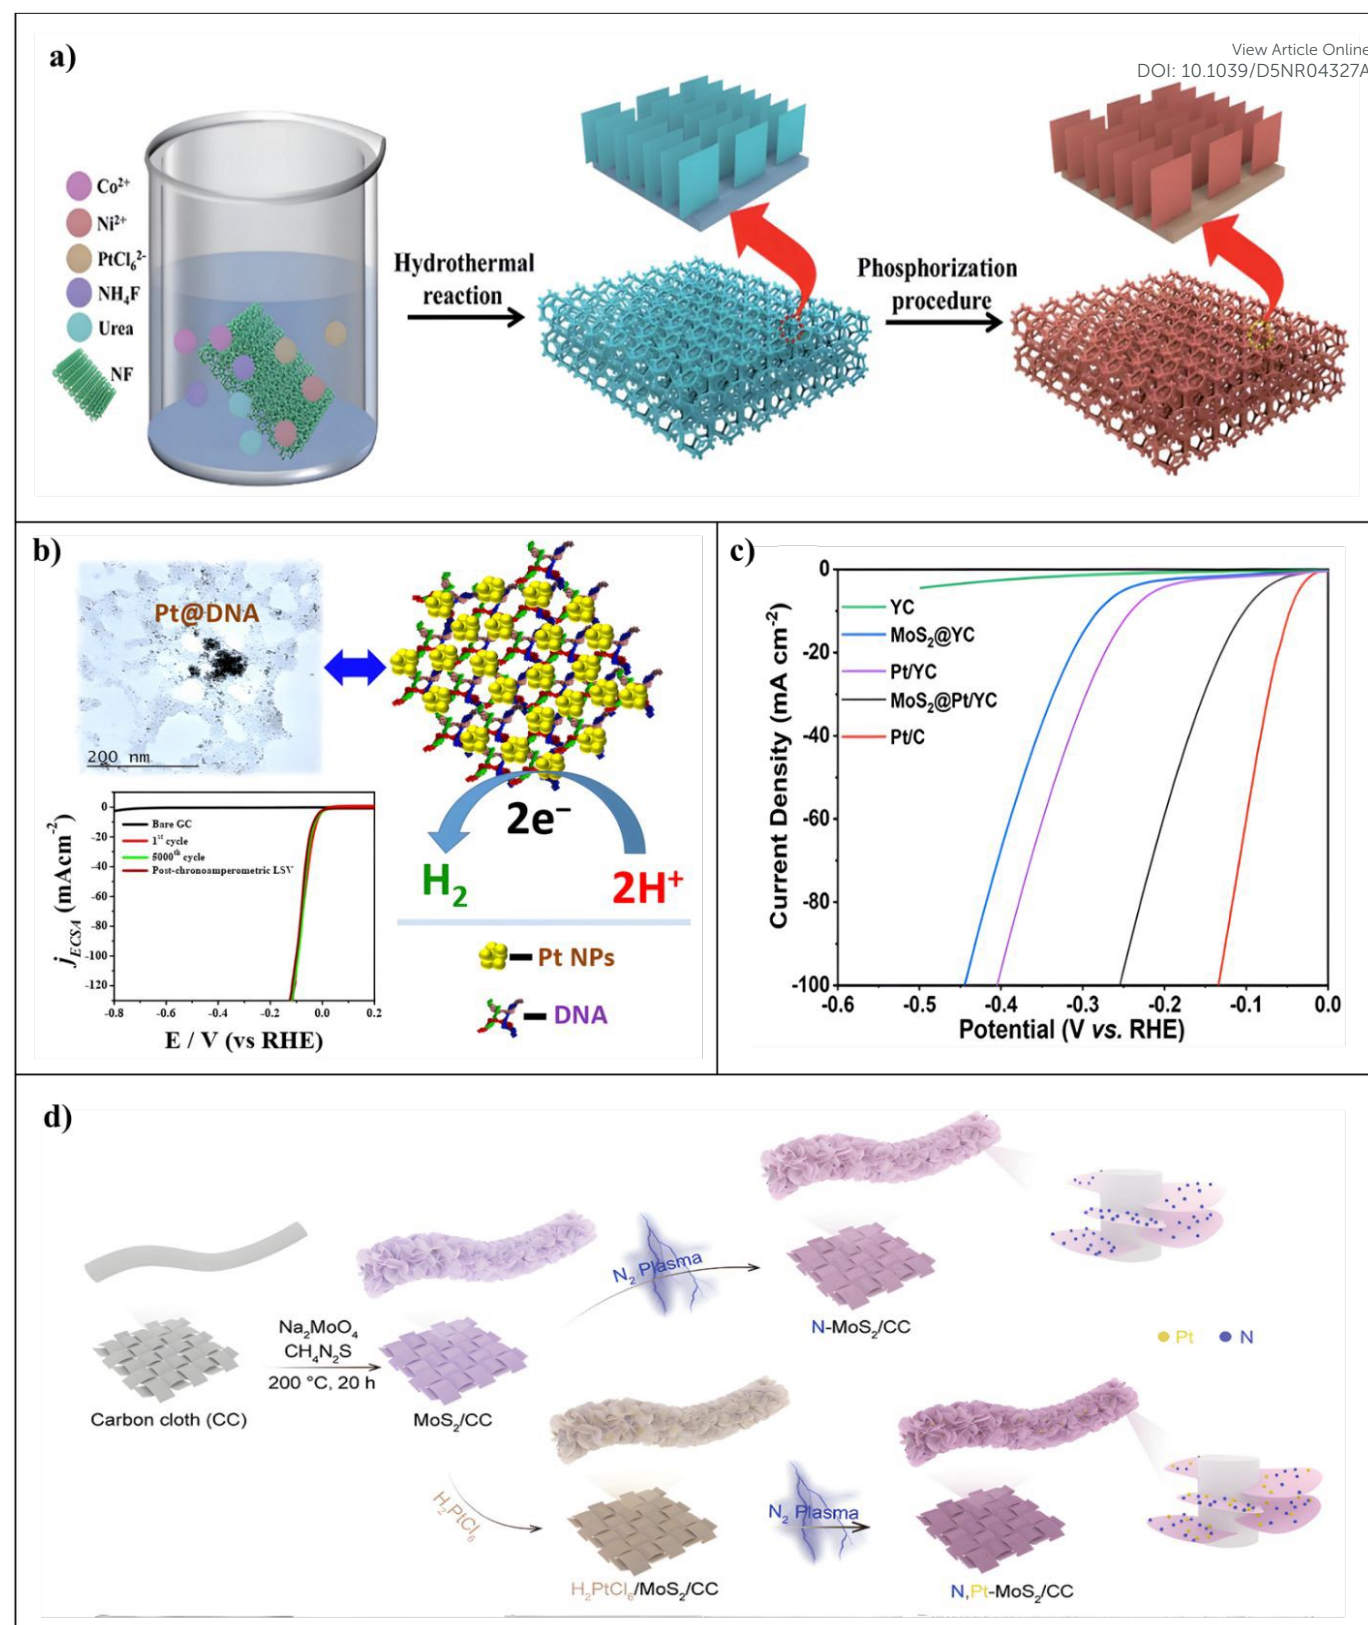 View Article Online
DOI: 10.1039/D5NR04327A
a)
Co²⁺
Ni²⁺
PtCl₆²⁻
NH₄F
Urea
NF
Hydrothermal
reaction
Phosphorization
procedure
b)
Pt@DNA
200 nm
0
-20
-40
-60
-80
-100
-120
Bare GC
1ˢᵗ cycle
5000ᵗʰ cycle
Post-chronoamperometric LSV
j_ECSA (mAcm⁻²)
-0.8
-0.6
-0.4
-0.2
0.0
0.2
E / V (vs RHE)
2e⁻
H₂
2H⁺
Pt NPs
DNA
c)
0
-20
-40
-60
-80
-100
YC
MoS₂@YC
Pt/YC
MoS₂@Pt/YC
Pt/C
Current Density (mA cm⁻²)
-0.6
-0.5
-0.4
-0.3
-0.2
-0.1
0.0
Potential (V vs. RHE)
d)
Na₂MoO₄
CH₄N₂S
200 °C, 20 h
Carbon cloth (CC)
MoS₂/CC
N₂ Plasma
N-MoS₂/CC
Pt
N
H₂PtCl₆
H₂PtCl₆/MoS₂/CC
N₂ Plasma
N,Pt-MoS₂/CC